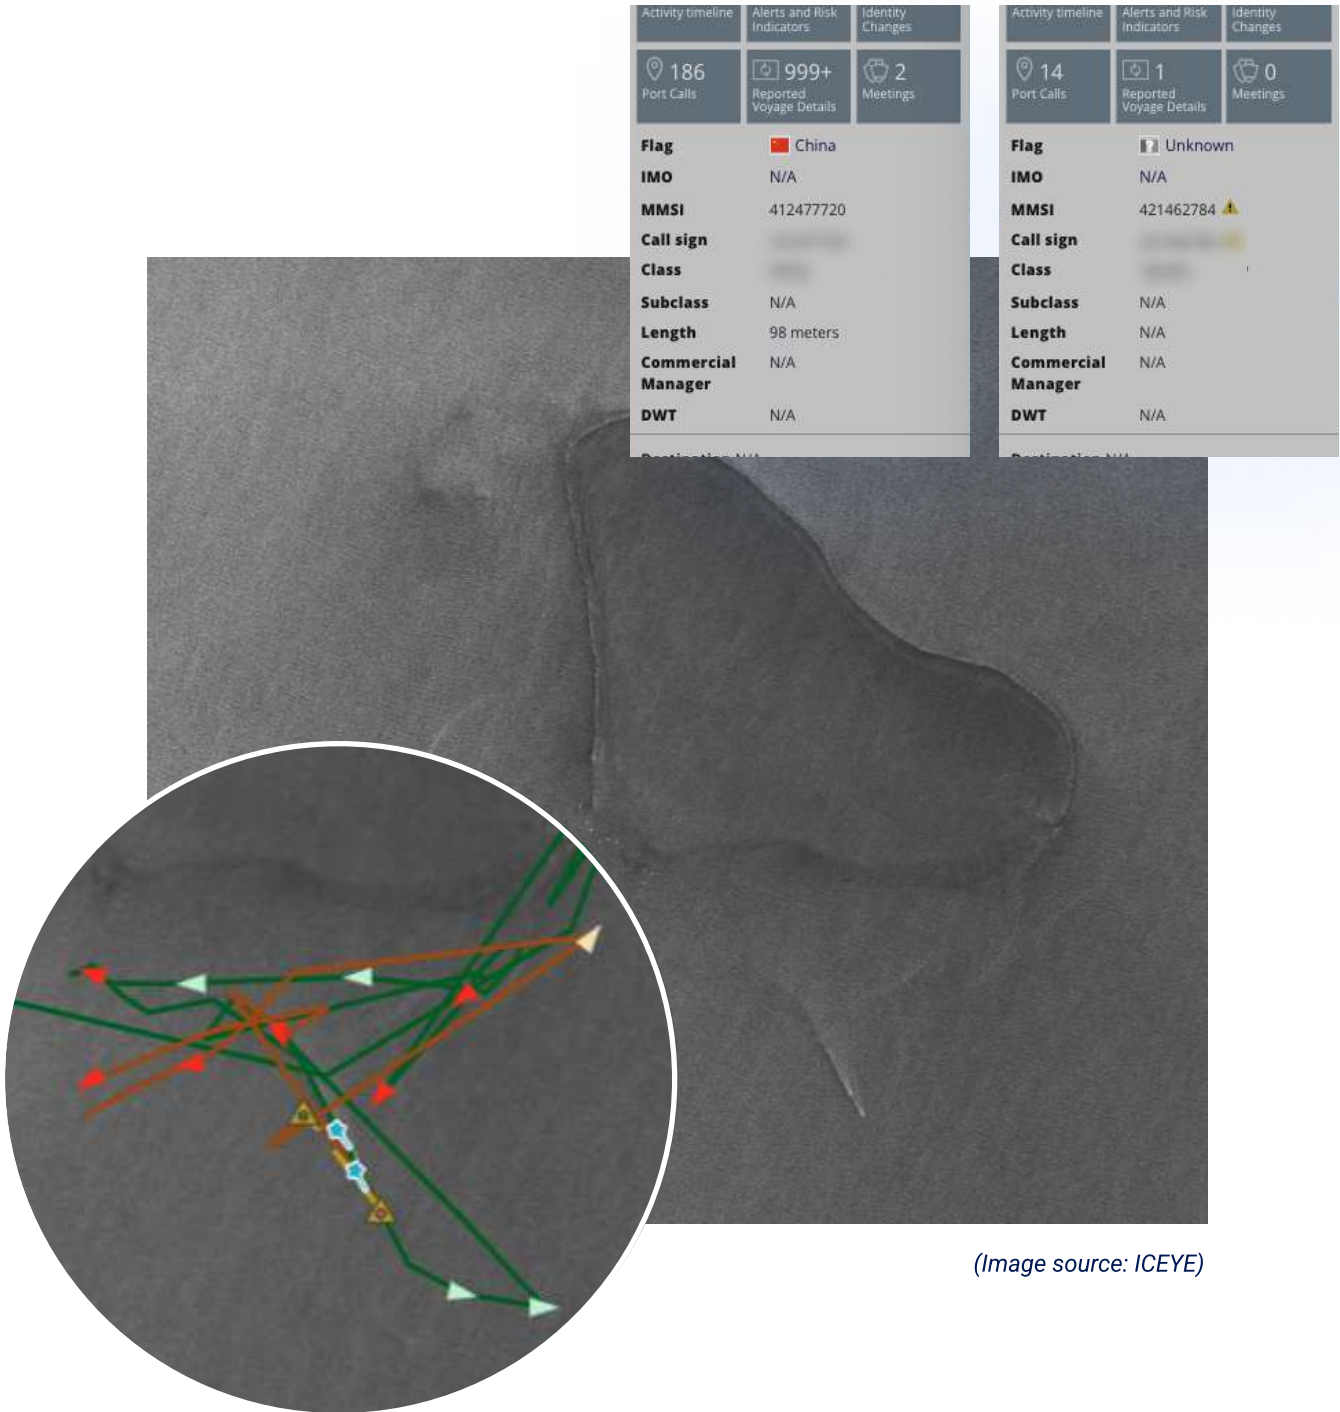 Activity timeline
Alerts and Risk
Indicators
Identity
Changes
186
Port Calls
999+
Reported
Voyage Details
2
Meetings
Flag China
IMO N/A
MMSI 412477720
Call sign
Class
Subclass N/A
Length 98 meters
Commercial
Manager N/A
DWT N/A
Activity timeline
Alerts and Risk
Indicators
Identity
Changes
14
Port Calls
1
Reported
Voyage Details
0
Meetings
Flag Unknown
IMO N/A
MMSI 421462784
Call sign
Class
Subclass N/A
Length N/A
Commercial
Manager N/A
DWT N/A
(Image source: ICEYE)